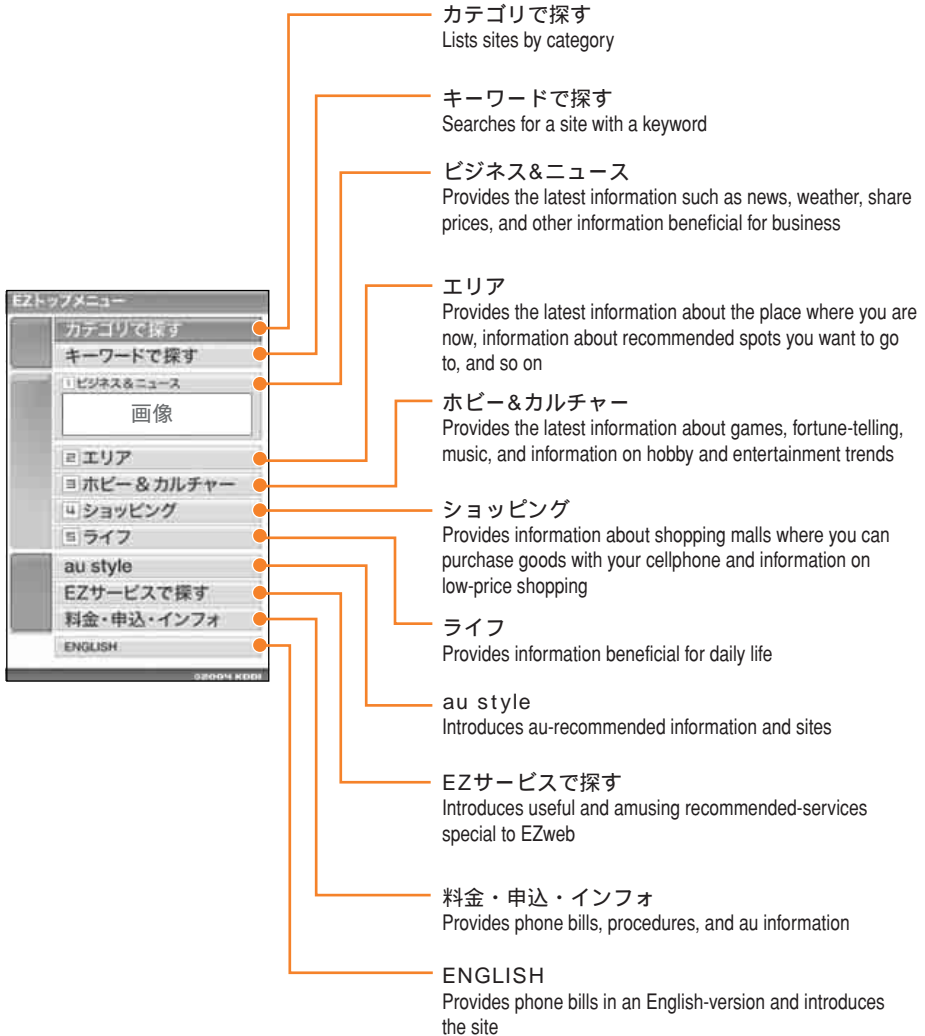 カテゴリで探す
Lists sites by category
キーワードで探す
Searches for a site with a keyword
ビジネス&ニュース
Provides the latest information such as news, weather, share
prices, and other information beneficial for business
エリア
Provides the latest information about the place where you are
now, information about recommended spots you want to go
to, and so on
ホビー&カルチャー
Provides the latest information about games, fortune-telling,
music, and information on hobby and entertainment trends
ショッピング
Provides information about shopping malls where you can
purchase goods with your cellphone and information on
low-price shopping
ライフ
Provides information beneficial for daily life
au style
Introduces au-recommended information and sites
EZサービスで探す
Introduces useful and amusing recommended-services
special to EZweb
料金・申込・インフォ
Provides phone bills, procedures, and au information
ENGLISH
Provides phone bills in an English-version and introduces
the site
EZトップメニュー
カテゴリで探す
キーワードで探す
1 ビジネス&ニュース
画像
2 エリア
3 ホビー&カルチャー
4 ショッピング
5 ライフ
au style
EZサービスで探す
料金・申込・インフォ
ENGLISH
©2004 KDDI